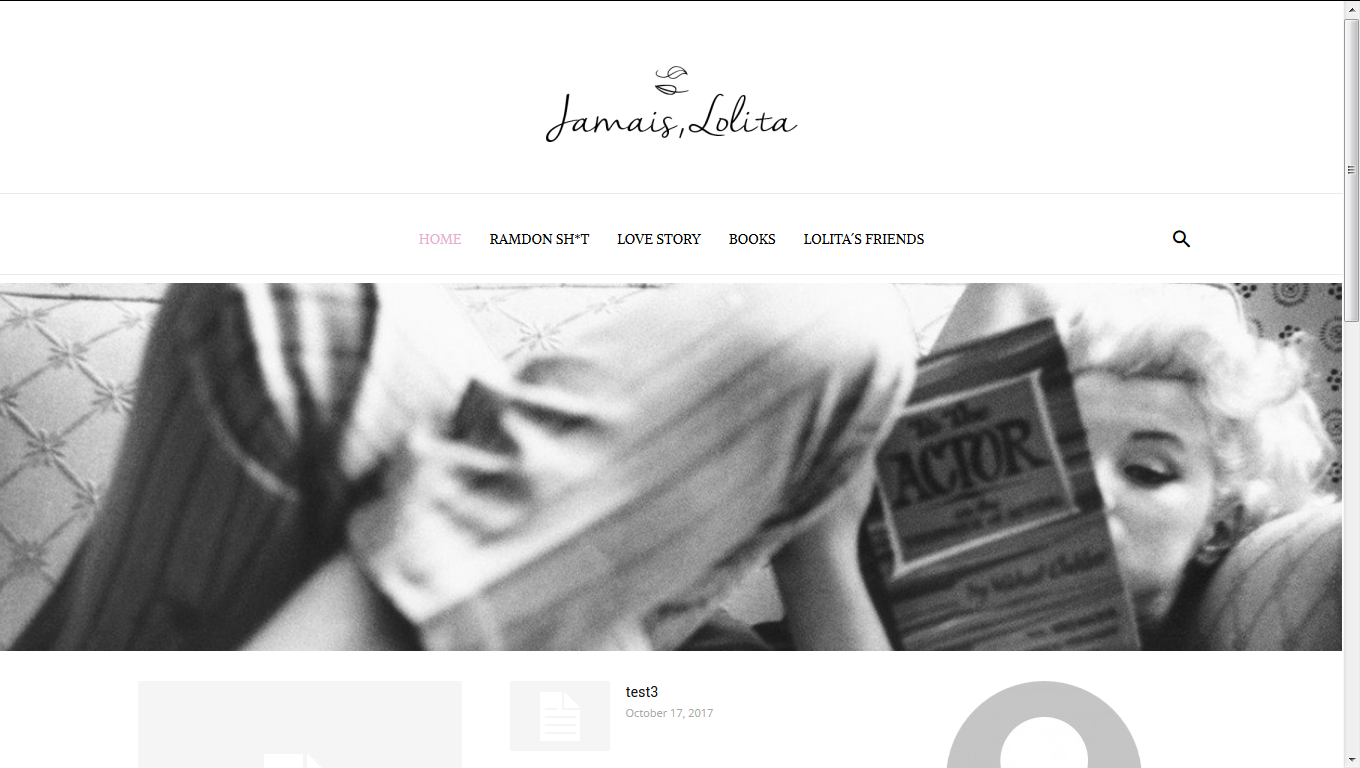 Jamais, Lolita
HOME RAMDON SH*T LOVE STORY BOOKS LOLITA´S FRIENDS
To The
ACTOR
test3
October 17, 2017